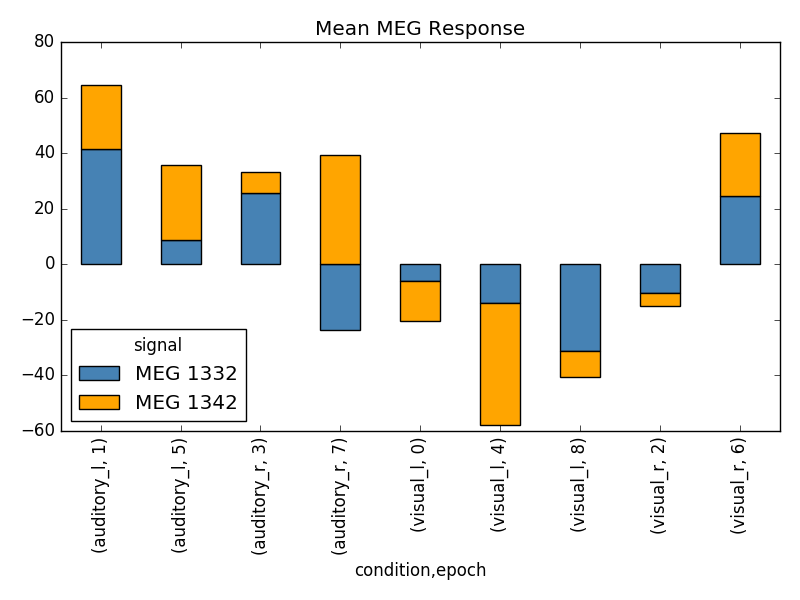 Mean MEG Response
80
60
40
20
0
−20
−40
−60
signal
MEG 1332
MEG 1342
(auditory_l, 1)
(auditory_l, 5)
(auditory_r, 3)
(auditory_r, 7)
(visual_l, 0)
(visual_l, 4)
(visual_l, 8)
(visual_r, 2)
(visual_r, 6)
condition,epoch